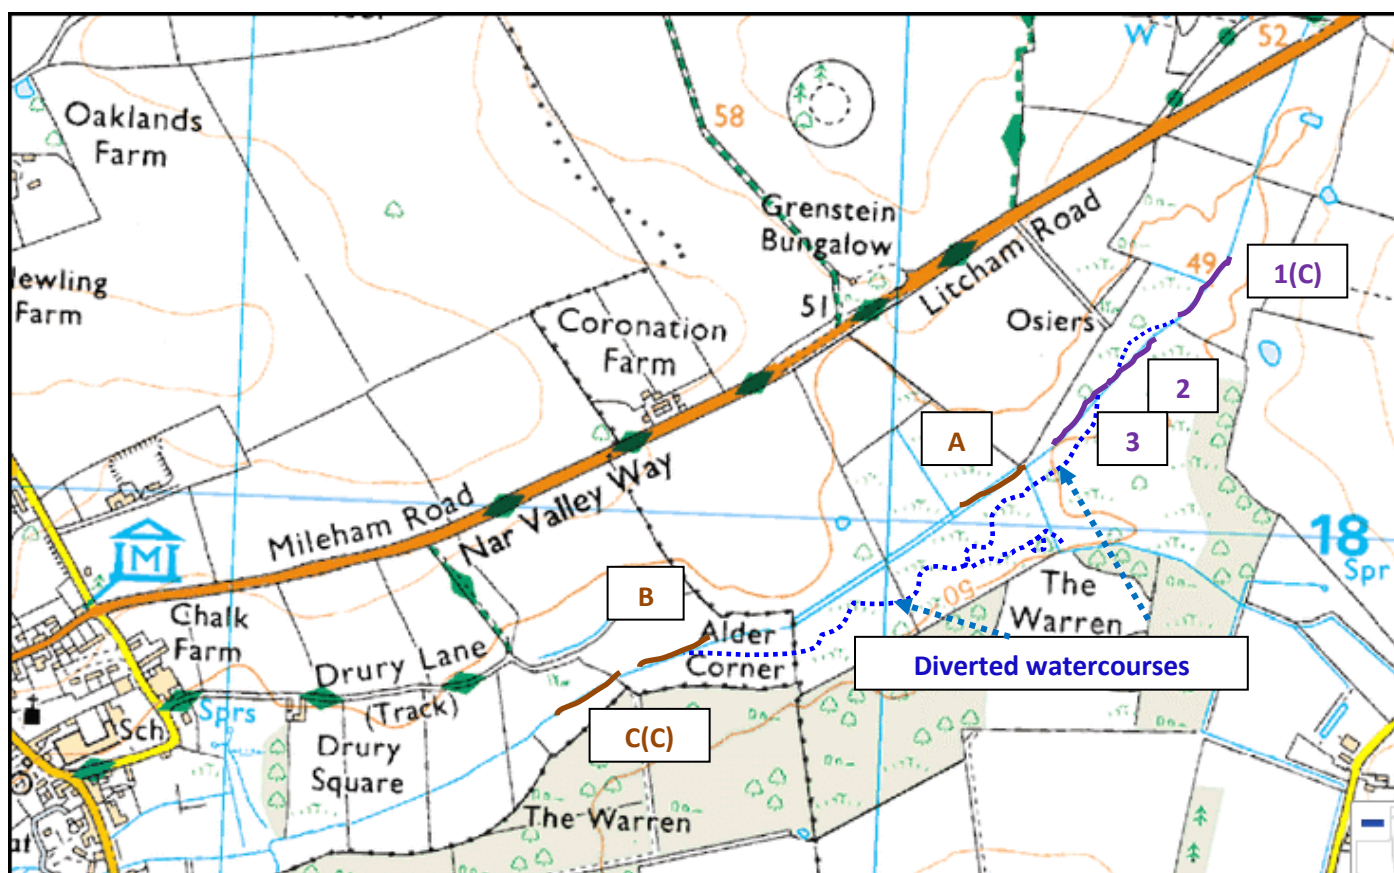 W
52
Oaklands
Farm
58
Grenstein
Bungalow
Litcham Road
49
1(C)
Farm
51
Osiers
Coronation
Farm
2
A
3
Nar Valley Way
Mileham Road
M
18
Spr
50
The
Warren
B
Chalk
Farm
Alder
Corner
Drury Lane
(Track)
Diverted watercourses
Sprs
Sch
C(C)
Drury
Square
The Warren